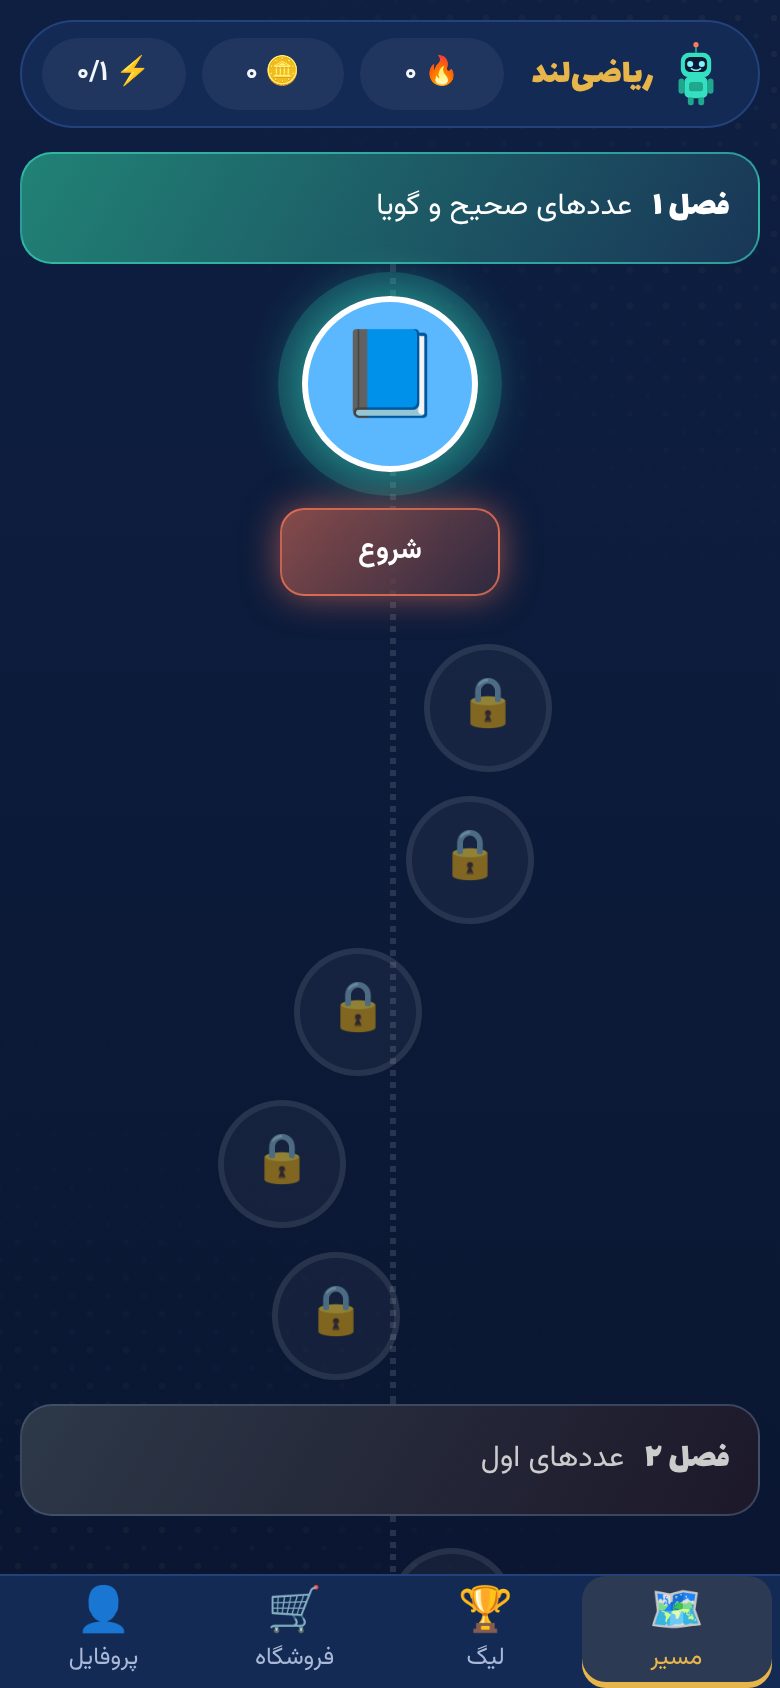 ریاضی‌لند
۰
۰
۰/۱
فصل ۱ عددهای صحیح و گویا
شروع
فصل ۲ عددهای اول
مسیر
لیگ
فروشگاه
پروفایل